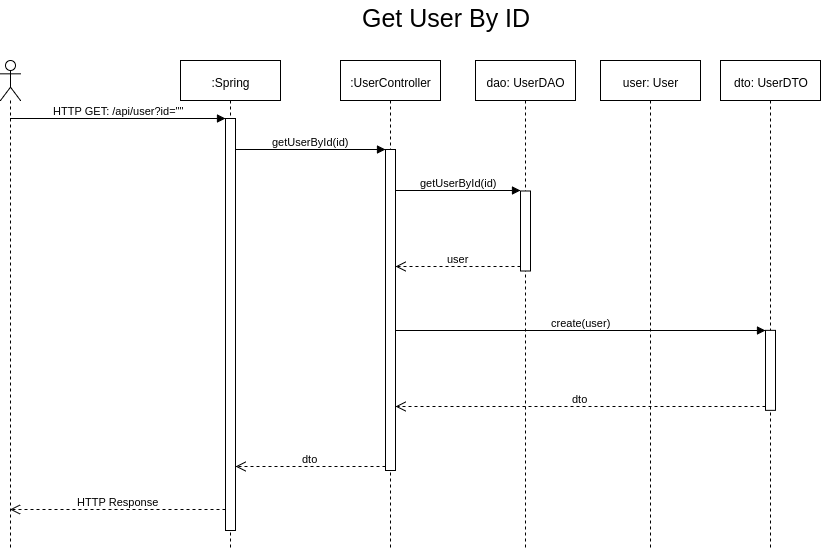 Get User By ID
:Spring
:UserController
dao: UserDAO
user: User
dto: UserDTO
HTTP GET: /api/user?id=""
getUserById(id)
getUserById(id)
user
create(user)
dto
dto
HTTP Response